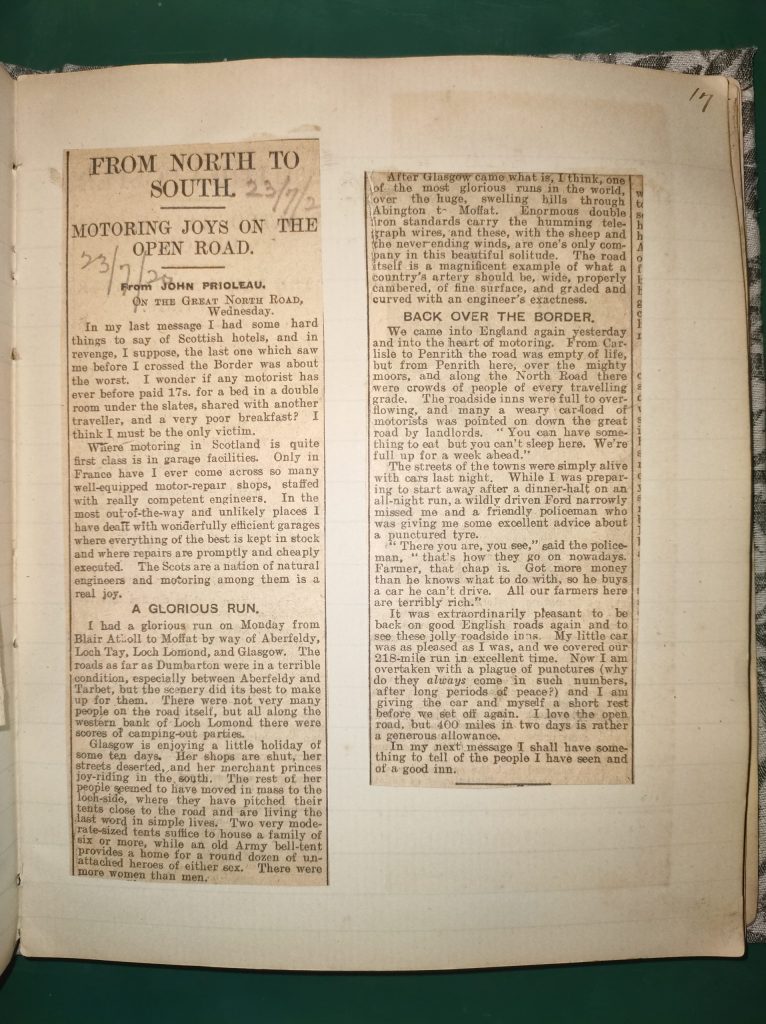 17
FROM NORTH TO
SOUTH.
23/7/2
MOTORING JOYS ON THE
OPEN ROAD.
23/7/20
From JOHN PRIOLEAU.
ON THE GREAT NORTH ROAD,
Wednesday.
In my last message I had some hard
things to say of Scottish hotels, and in
revenge, I suppose, the last one which saw
me before I crossed the Border was about
the worst. I wonder if any motorist has
ever before paid 17s. for a bed in a double
room under the slates, shared with another
traveller, and a very poor breakfast? I
think I must be the only victim.
Where motoring in Scotland is quite
first class is in garage facilities. Only in
France have I ever come across so many
well-equipped motor-repair shops, staffed
with really competent engineers. In the
most out-of-the-way and unlikely places I
have dealt with wonderfully efficient garages
where everything of the best is kept in stock
and where repairs are promptly and cheaply
executed. The Scots are a nation of natural
engineers and motoring among them is a
real joy.
A GLORIOUS RUN.
I had a glorious run on Monday from
Blair Atholl to Moffat by way of Aberfeldy,
Loch Tay, Loch Lomond, and Glasgow. The
roads as far as Dumbarton were in a terrible
condition, especially between Aberfeldy and
Tarbet, but the scenery did its best to make
up for them. There were not very many
people on the road itself, but all along the
western bank of Loch Lomond there were
scores of camping-out parties.
Glasgow is enjoying a little holiday of
some ten days. Her shops are shut, her
streets deserted, and her merchant princes
joy-riding in the south. The rest of her
people seemed to have moved in mass to the
loch-side, where they have pitched their
tents close to the road and are living the
last word in simple lives. Two very mode-
rate-sized tents suffice to house a family of
six or more, while an old Army bell-tent
provides a home for a round dozen of un-
attached heroes of either sex. There were
more women than men.
After Glasgow came what is, I think, one
of the most glorious runs in the world,
over the huge, swelling hills through
Abington t- Moffat. Enormous double
iron standards carry the humming tele-
graph wires, and these, with the sheep and
the never-ending winds, are one's only com-
pany in this beautiful solitude. The road
itself is a magnificent example of what a
country's artery should be, wide, properly
cambered, of fine surface, and graded and
curved with an engineer's exactness.
BACK OVER THE BORDER.
We came into England again yesterday
and into the heart of motoring. From Car-
lisle to Penrith the road was empty of life,
but from Penrith here, over the mighty
moors, and along the North Road there
were crowds of people of every travelling
grade. The roadside inns were full to over-
flowing, and many a weary car-load of
motorists was pointed on down the great
road by landlords. "You can have some-
thing to eat but you can't sleep here. We're
full up for a week ahead."
The streets of the towns were simply alive
with cars last night. While I was prepar-
ing to start away after a dinner-halt on an
all-night run, a wildly driven Ford narrowly
missed me and a friendly policeman who
was giving me some excellent advice about
a punctured tyre.
"There you are, you see," said the police-
man, "that's how they go on nowadays.
Farmer, that chap is. Got more money
than he knows what to do with, so he buys
a car he can't drive. All our farmers here
are terribly rich."
It was extraordinarily pleasant to be
back on good English roads again and to
see these jolly roadside inns. My little car
was as pleased as I was, and we covered our
218-mile run in excellent time. Now I am
overtaken with a plague of punctures (why
do they always come in such numbers,
after long periods of peace?) and I am
giving the car and myself a short rest
before we set off again. I love the open
road, but 400 miles in two days is rather
a generous allowance.
In my next message I shall have some-
thing to tell of the people I have seen and
of a good inn.